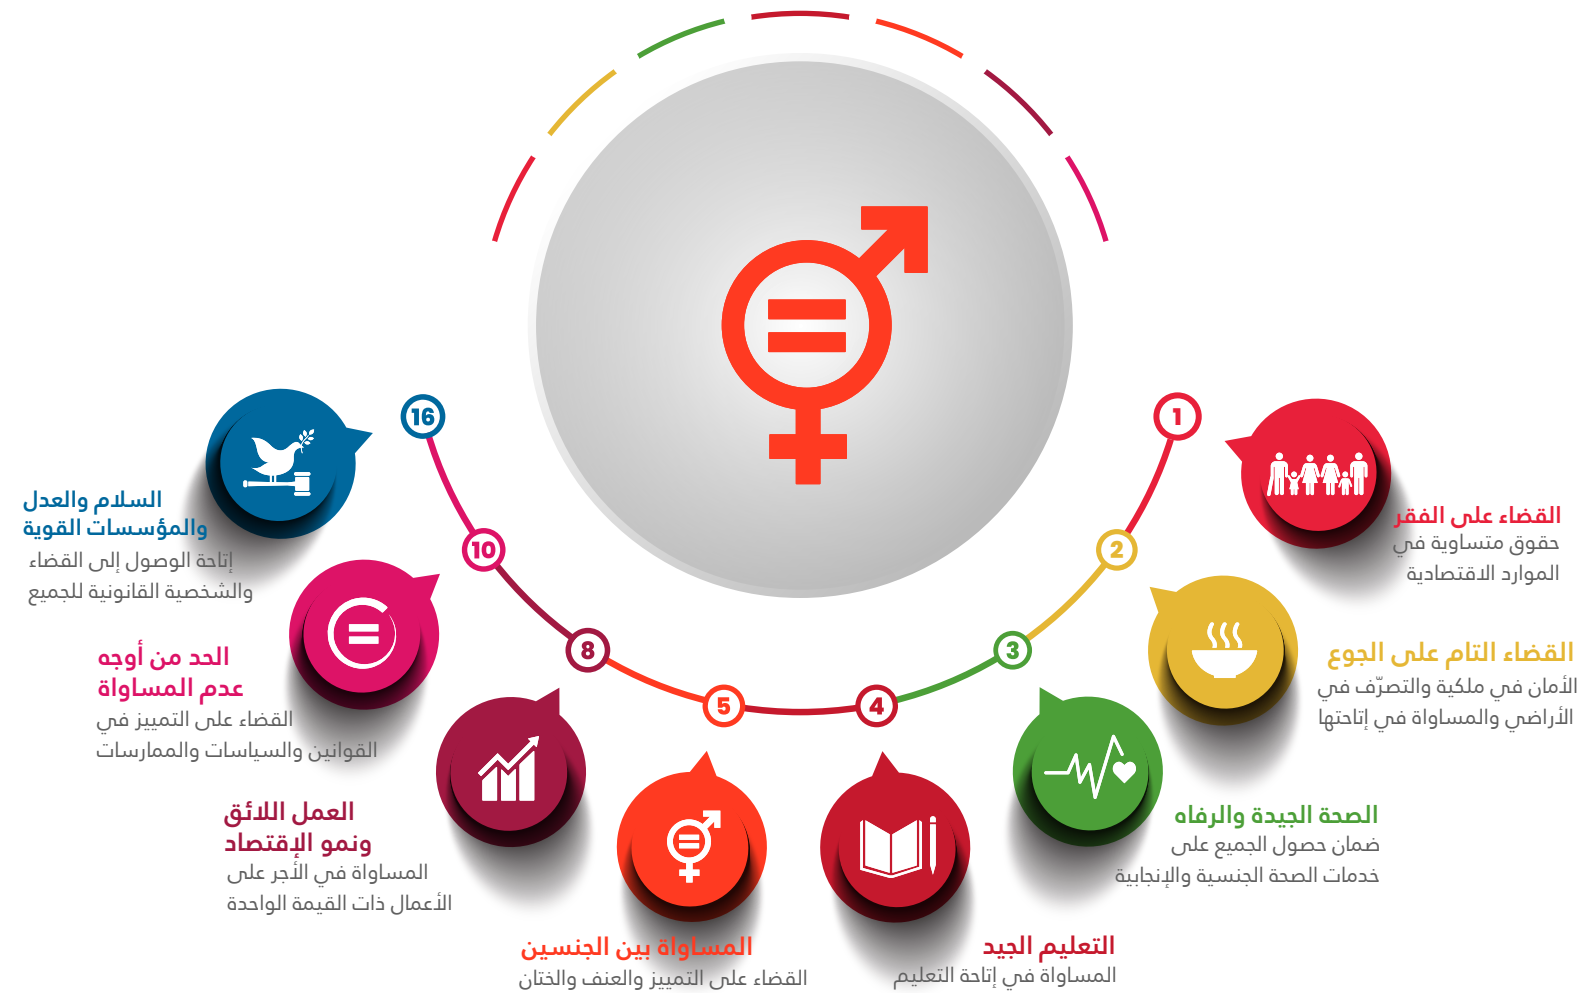 1
القضاء على الفقر
حقوق متساوية في
الموارد الاقتصادية
2
القضاء التام على الجوع
الأمان في ملكية والتصرّف في
الأراضي والمساواة في إتاحتها
3
الصحة الجيدة والرفاه
ضمان حصول الجميع على
خدمات الصحة الجنسية والإنجابية
4
التعليم الجيد
المساواة في إتاحة التعليم
5
المساواة بين الجنسين
القضاء على التمييز والعنف والختان
8
العمل اللائق
ونمو الإقتصاد
المساواة في الأجر على
الأعمال ذات القيمة الواحدة
10
الحد من أوجه
عدم المساواة
القضاء على التمييز في
القوانين والسياسات والممارسات
16
السلام والعدل
والمؤسسات القوية
إتاحة الوصول إلى القضاء
والشخصية القانونية للجميع